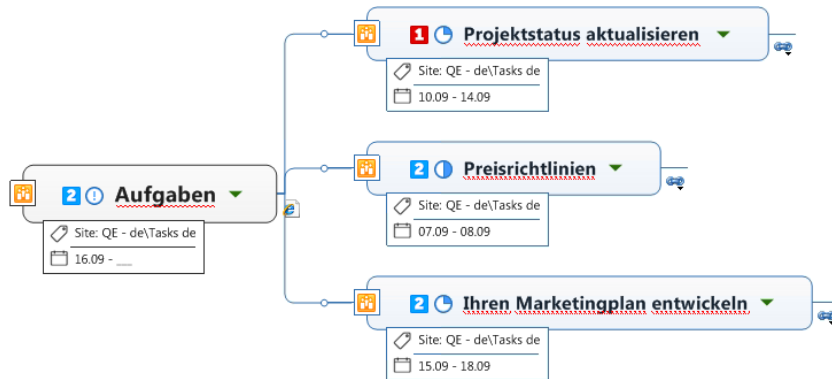 1 Projektstatus aktualisieren
Site: QE - de\Tasks de
10.09 - 14.09
2 Preisrichtlinien
Site: QE - de\Tasks de
07.09 - 08.09
2 Aufgaben
Site: QE - de\Tasks de
16.09 - __
2 Ihren Marketingplan entwickeln
Site: QE - de\Tasks de
15.09 - 18.09